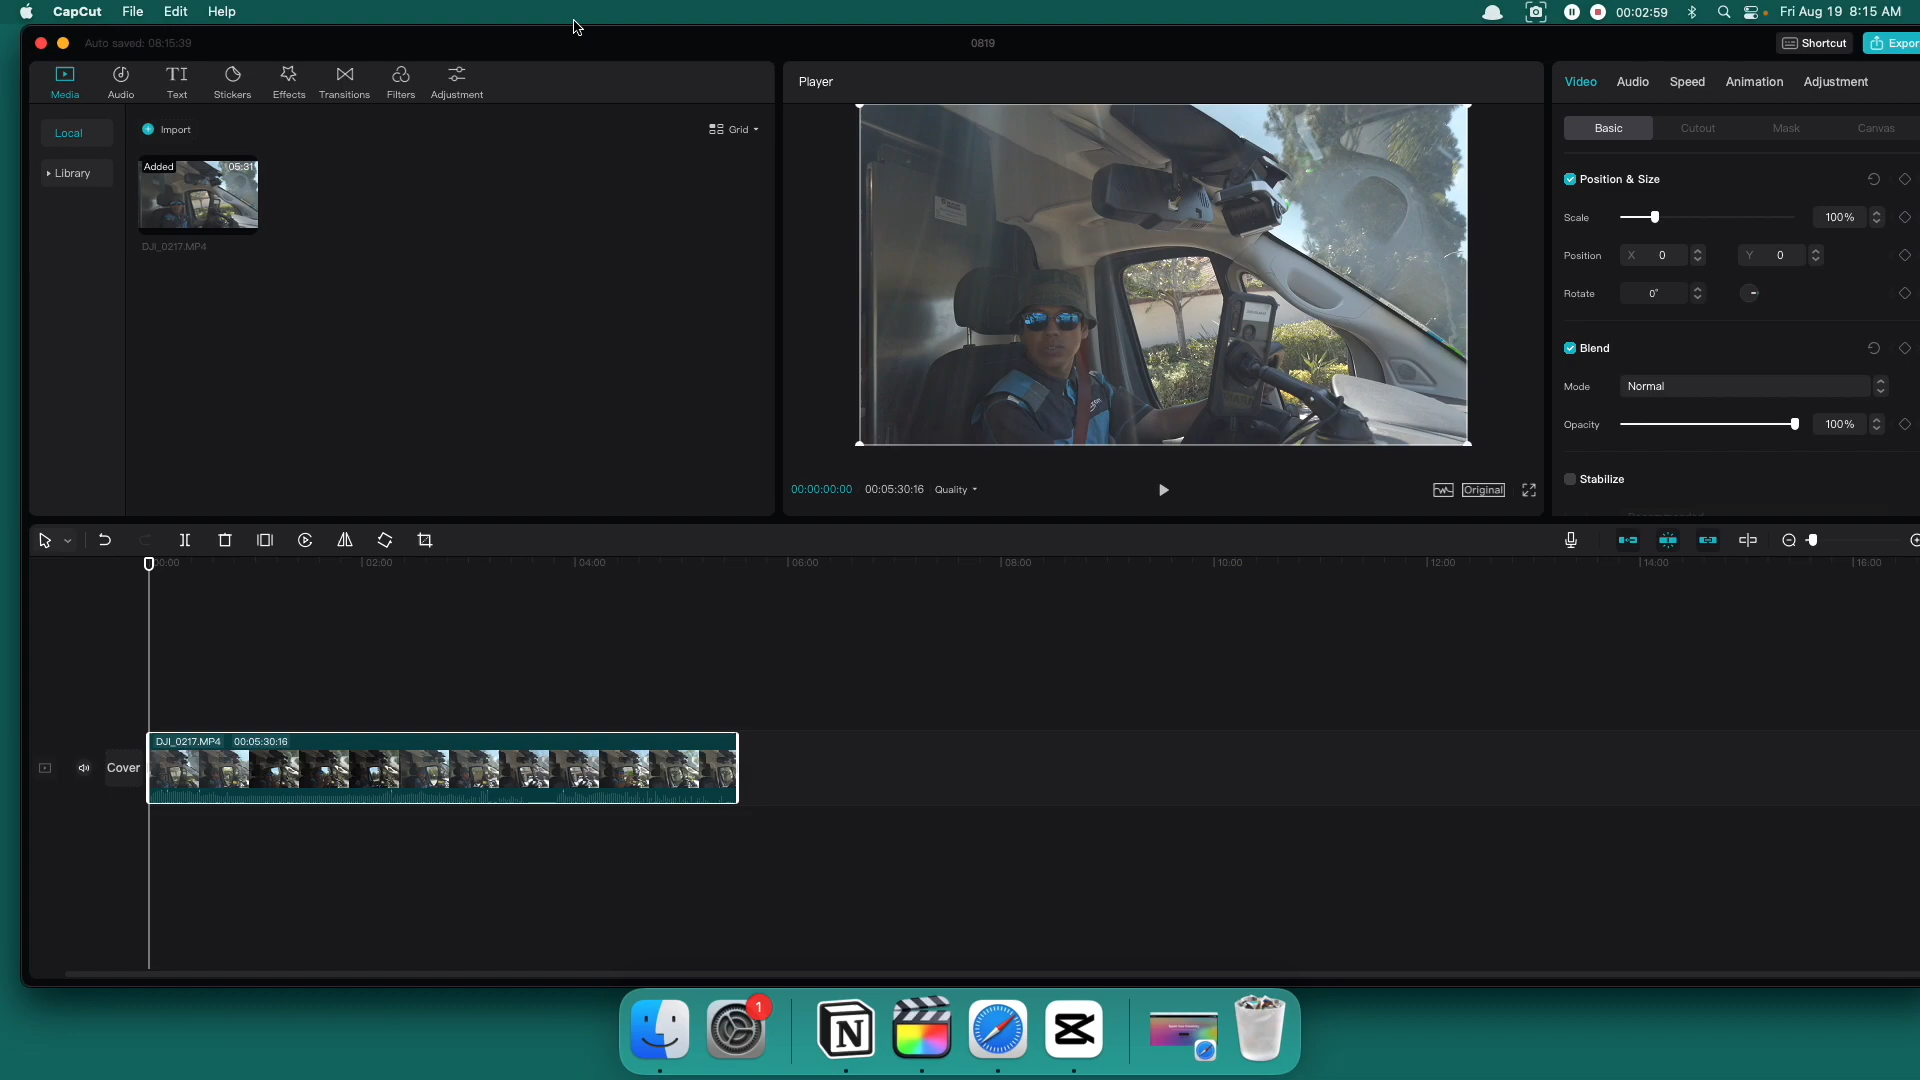 CapCut File Edit Help 00:02:59 Fri Aug 19 8:15 AM
Auto saved: 08:15:39 0819 Shortcut Expor
Media Audio Text Stickers Effects Transitions Filters Adjustment
Local
Library
Import Grid
Added 05:31
DJI_0217.MP4
Player
00:00:00:00 00:05:30:16 Quality Original
Video Audio Speed Animation Adjustment
Basic Cutout Mask Canvas
Position & Size
Scale 100%
Position X 0 Y 0
Rotate 0°
Blend
Mode Normal
Opacity 100%
Stabilize
00:00 02:00 04:00 06:00 08:00 10:00 12:00 14:00 16:00
DJI_0217.MP4 00:05:30:16
Cover
1